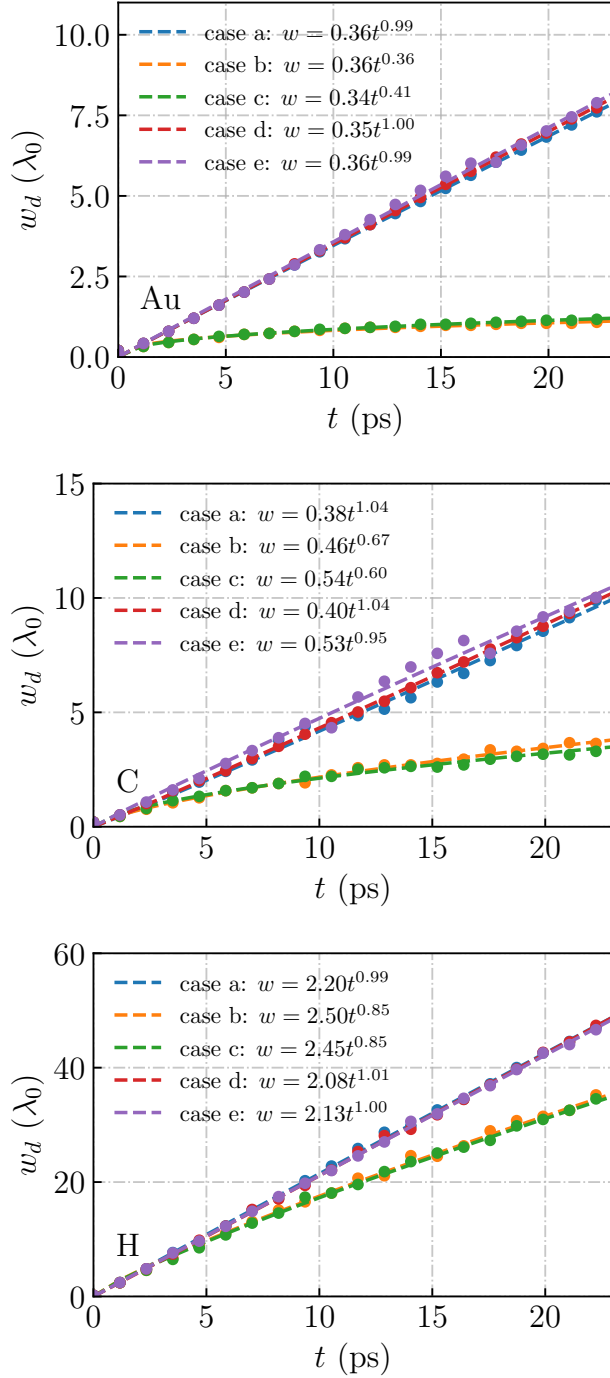 10.0
7.5
5.0
2.5
0.0
w_d (λ_0)
case a: w = 0.36t^{0.99}
case b: w = 0.36t^{0.36}
case c: w = 0.34t^{0.41}
case d: w = 0.35t^{1.00}
case e: w = 0.36t^{0.99}
Au
0 5 10 15 20
t (ps)
15
10
5
0
w_d (λ_0)
case a: w = 0.38t^{1.04}
case b: w = 0.46t^{0.67}
case c: w = 0.54t^{0.60}
case d: w = 0.40t^{1.04}
case e: w = 0.53t^{0.95}
C
0 5 10 15 20
t (ps)
60
40
20
0
w_d (λ_0)
case a: w = 2.20t^{0.99}
case b: w = 2.50t^{0.85}
case c: w = 2.45t^{0.85}
case d: w = 2.08t^{1.01}
case e: w = 2.13t^{1.00}
H
0 5 10 15 20
t (ps)